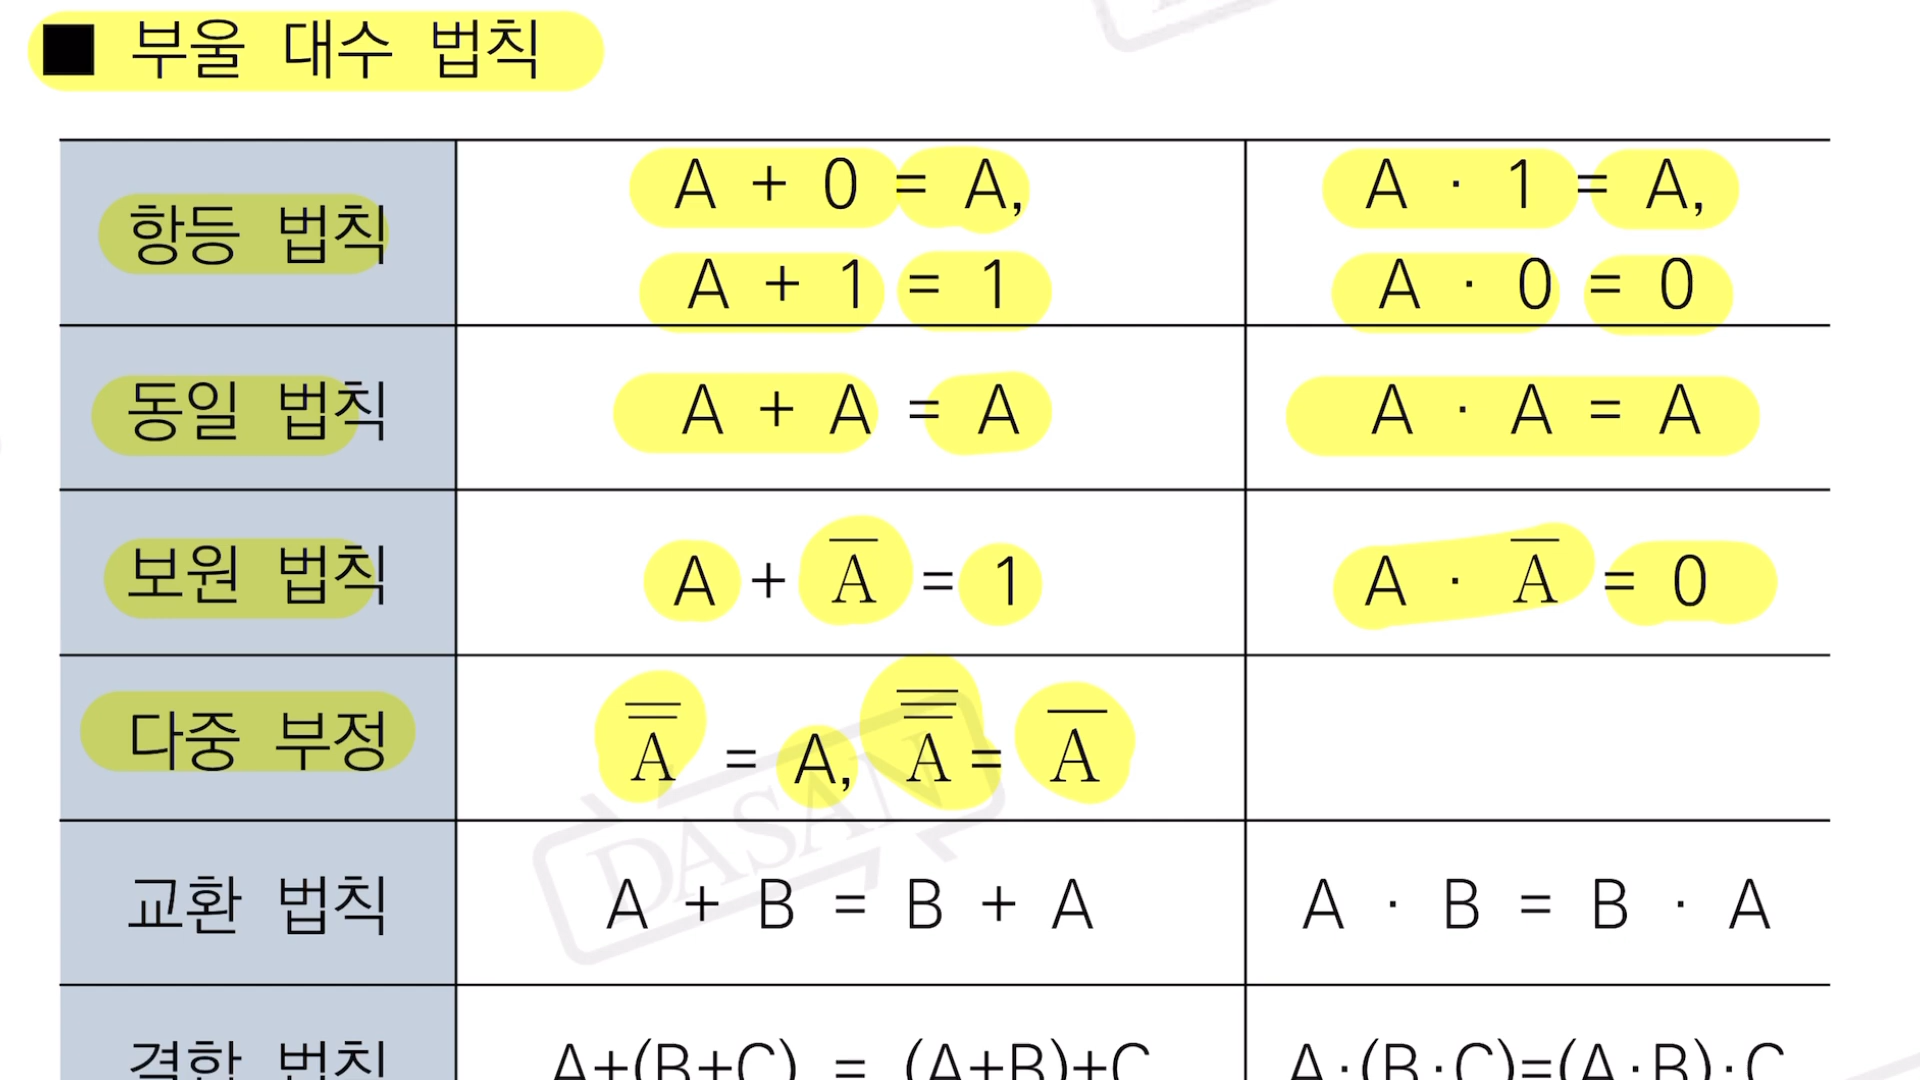 ■ 부울 대수 법칙
항등 법칙
A + 0 = A,
A · 1 = A,
A + 1 = 1
A · 0 = 0
동일 법칙
A + A = A
A · A = A
보원 법칙
A + A̅ = 1
A · A̅ = 0
다중 부정
A̅̅ = A, A̅̅̅ = A̅
교환 법칙
A + B = B + A
A · B = B · A
결합 법칙
A+(B+C) = (A+B)+C
A·(B·C)=(A·B)·C
DASAN